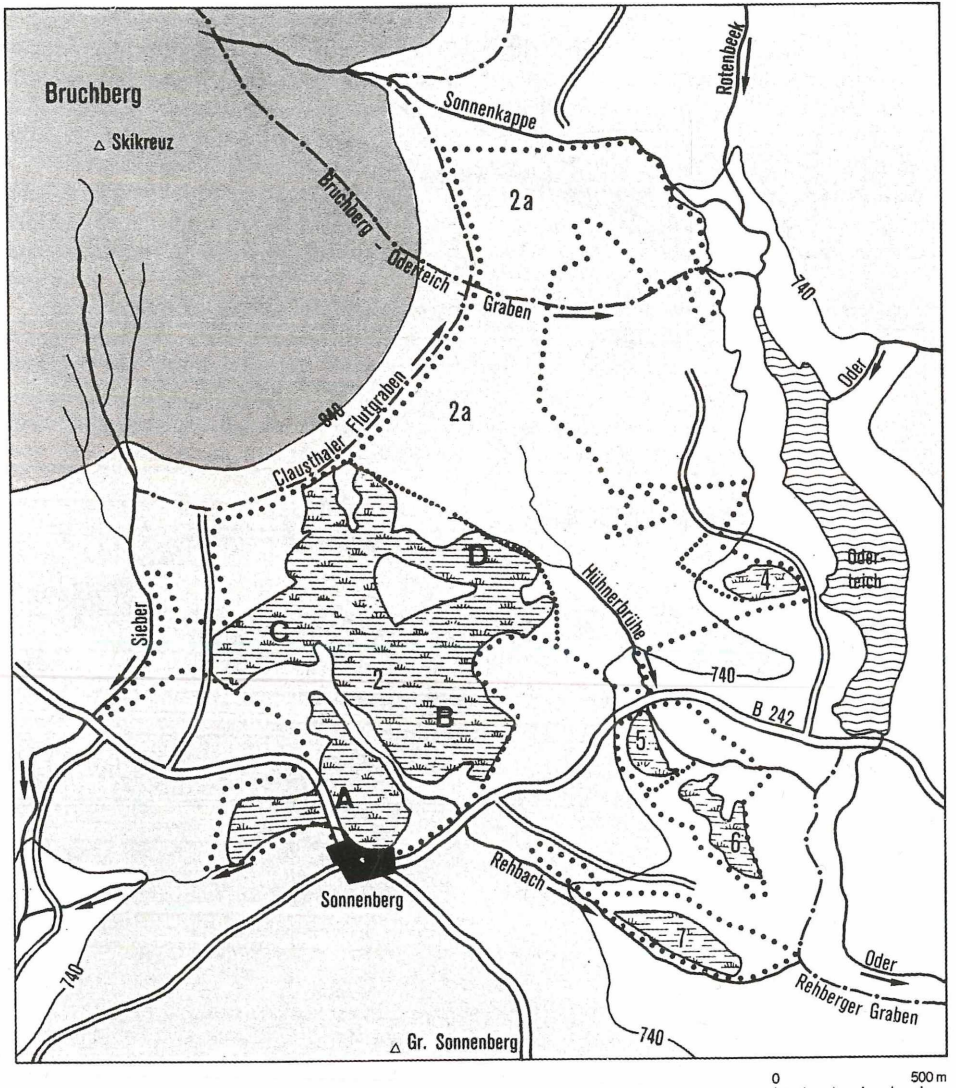 Bruchberg
Skikreuz
Sonnenkappe
Rotenbeek
2a
Bruchberg - Oderteich - Graben
740
Oder
840
Clausthaler Flutgraben
2a
D
Hühnerbrühe
4
Oder-
teich
Sieber
C
2
740
B
B 242
5
A
6
Rehbach
Sonnenberg
7
740
Oder
Rehberger Graben
740
Gr. Sonnenberg
0 500 m